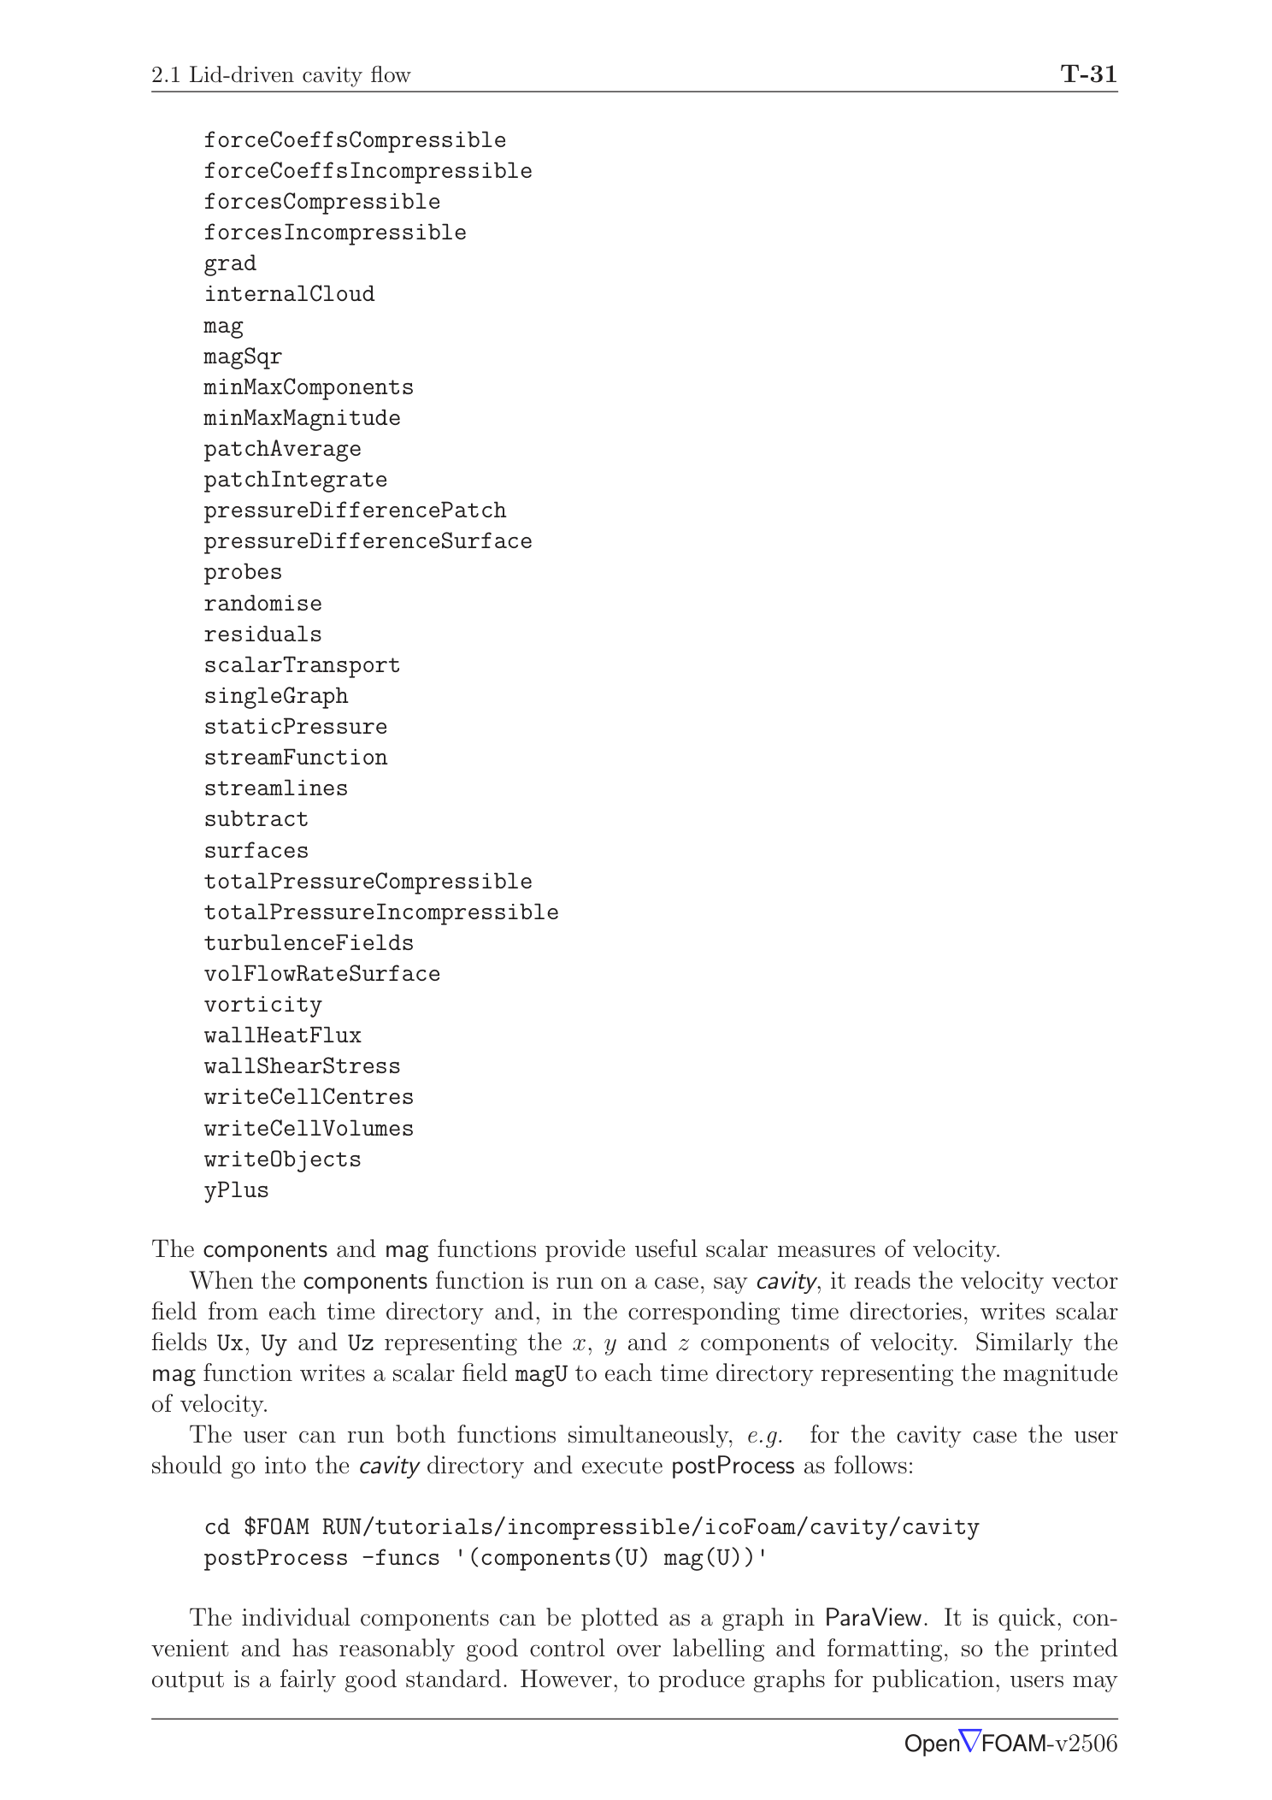 2.1 Lid-driven cavity flow T-31
forceCoeffsCompressible
forceCoeffsIncompressible
forcesCompressible
forcesIncompressible
grad
internalCloud
mag
magSqr
minMaxComponents
minMaxMagnitude
patchAverage
patchIntegrate
pressureDifferencePatch
pressureDifferenceSurface
probes
randomise
residuals
scalarTransport
singleGraph
staticPressure
streamFunction
streamlines
subtract
surfaces
totalPressureCompressible
totalPressureIncompressible
turbulenceFields
volFlowRateSurface
vorticity
wallHeatFlux
wallShearStress
writeCellCentres
writeCellVolumes
writeObjects
yPlus
The components and mag functions provide useful scalar measures of velocity.
When the components function is run on a case, say cavity, it reads the velocity vector
field from each time directory and, in the corresponding time directories, writes scalar
fields Ux, Uy and Uz representing the x, y and z components of velocity. Similarly the
mag function writes a scalar field magU to each time directory representing the magnitude
of velocity.
The user can run both functions simultaneously, e.g. for the cavity case the user
should go into the cavity directory and execute postProcess as follows:
cd $FOAM RUN/tutorials/incompressible/icoFoam/cavity/cavity
postProcess -funcs '(components(U) mag(U))'
The individual components can be plotted as a graph in ParaView. It is quick, con-
venient and has reasonably good control over labelling and formatting, so the printed
output is a fairly good standard. However, to produce graphs for publication, users may
Open∇FOAM-v2506